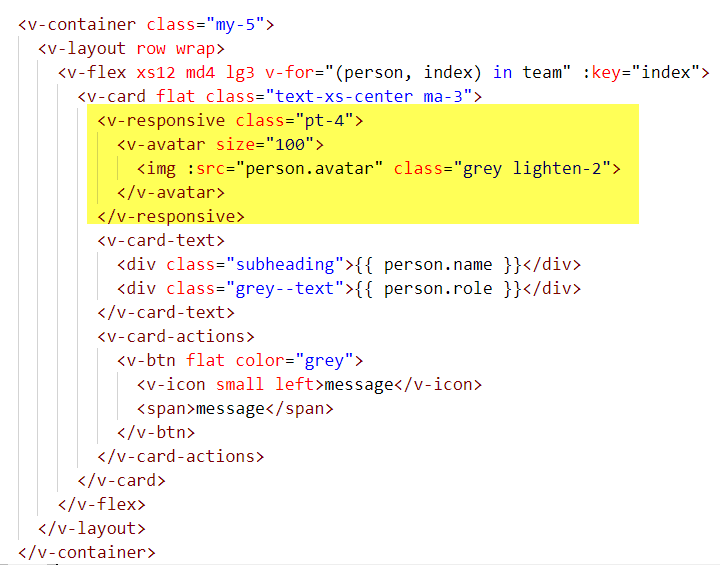 <v-container class="my-5">
<v-layout row wrap>
<v-flex xs12 md4 lg3 v-for="(person, index) in team" :key="index">
<v-card flat class="text-xs-center ma-3">
<v-responsive class="pt-4">
<v-avatar size="100">
<img :src="person.avatar" class="grey lighten-2">
</v-avatar>
</v-responsive>
<v-card-text>
<div class="subheading">{{ person.name }}</div>
<div class="grey--text">{{ person.role }}</div>
</v-card-text>
<v-card-actions>
<v-btn flat color="grey">
<v-icon small left>message</v-icon>
<span>message</span>
</v-btn>
</v-card-actions>
</v-card>
</v-flex>
</v-layout>
</v-container>